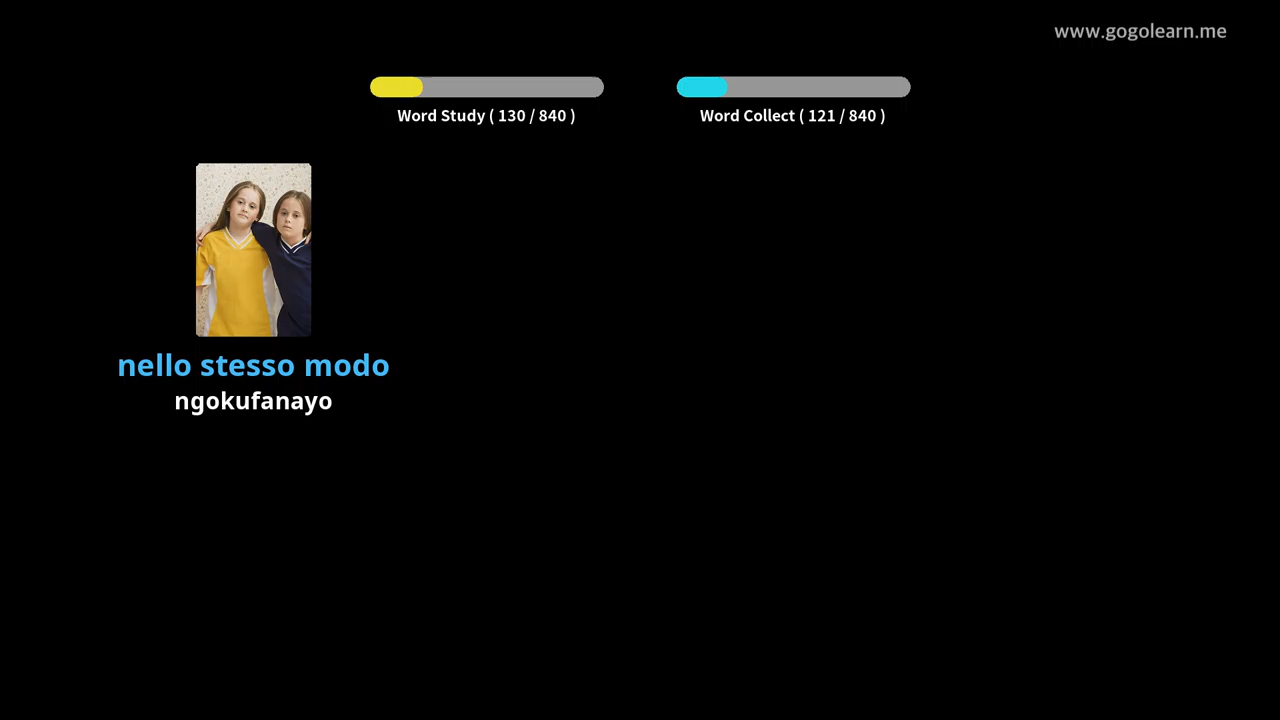 www.gogolearn.me
Word Study ( 130 / 840 )
Word Collect ( 121 / 840 )
nello stesso modo
ngokufanayo